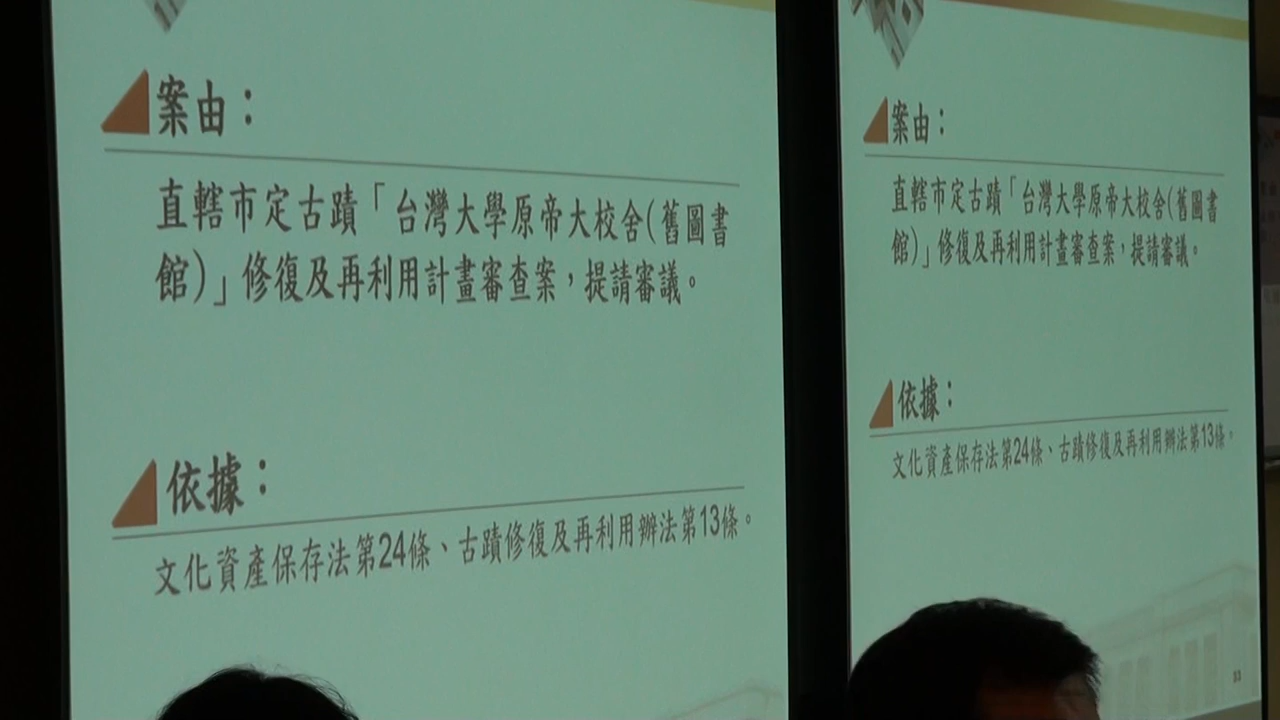 案由：
直轄市定古蹟「台灣大學原帝大校舍(舊圖書
館)」修復及再利用計畫審查案，提請審議。
依據：
文化資產保存法第24條、古蹟修復及再利用辦法第13條。
案由：
直轄市定古蹟「台灣大學原帝大校舍(舊圖書
館)」修復及再利用計畫審查案，提請審議。
依據：
文化資產保存法第24條、古蹟修復及再利用辦法第13條。